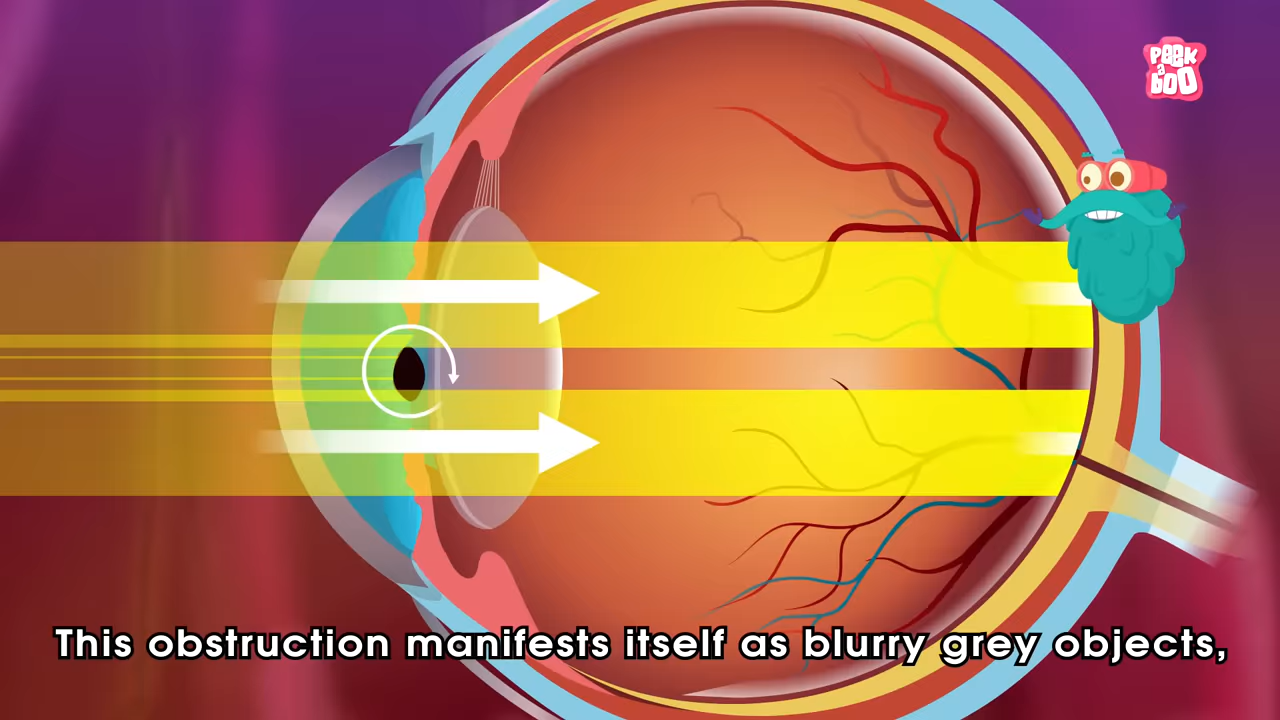 PEEK
a
BOO
This obstruction manifests itself as blurry grey objects,